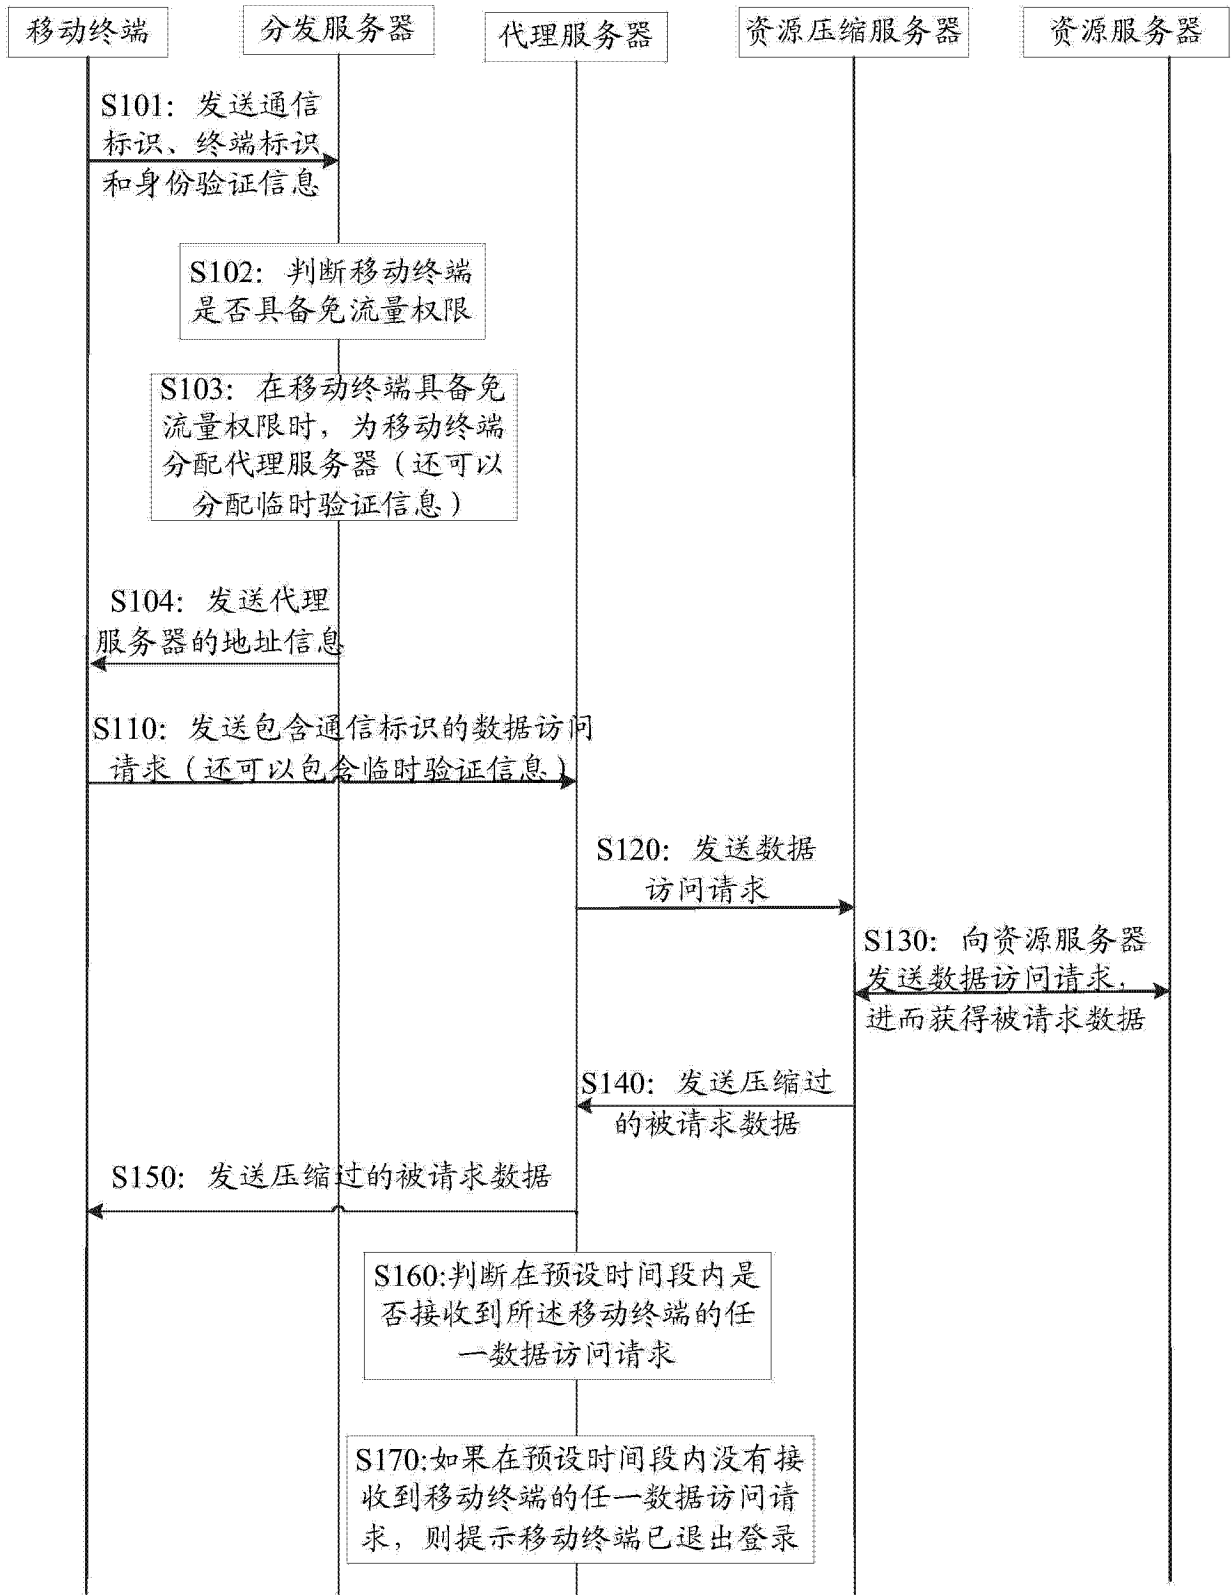 移动终端
分发服务器
代理服务器
资源压缩服务器
资源服务器
S101：发送通信
标识、终端标识
和身份验证信息
S102：判断移动终端
是否具备免流量权限
S103：在移动终端具备免
流量权限时，为移动终端
分配代理服务器（还可以
分配临时验证信息）
S104：发送代理
服务器的地址信息
S110：发送包含通信标识的数据访问
请求（还可以包含临时验证信息）
S120：发送数据
访问请求
S130：向资源服务器
发送数据访问请求，
进而获得被请求数据
S140：发送压缩过
的被请求数据
S150：发送压缩过的被请求数据
S160:判断在预设时间段内是
否接收到所述移动终端的任
一数据访问请求
S170:如果在预设时间段内没有接
收到移动终端的任一数据访问请
求，则提示移动终端已退出登录